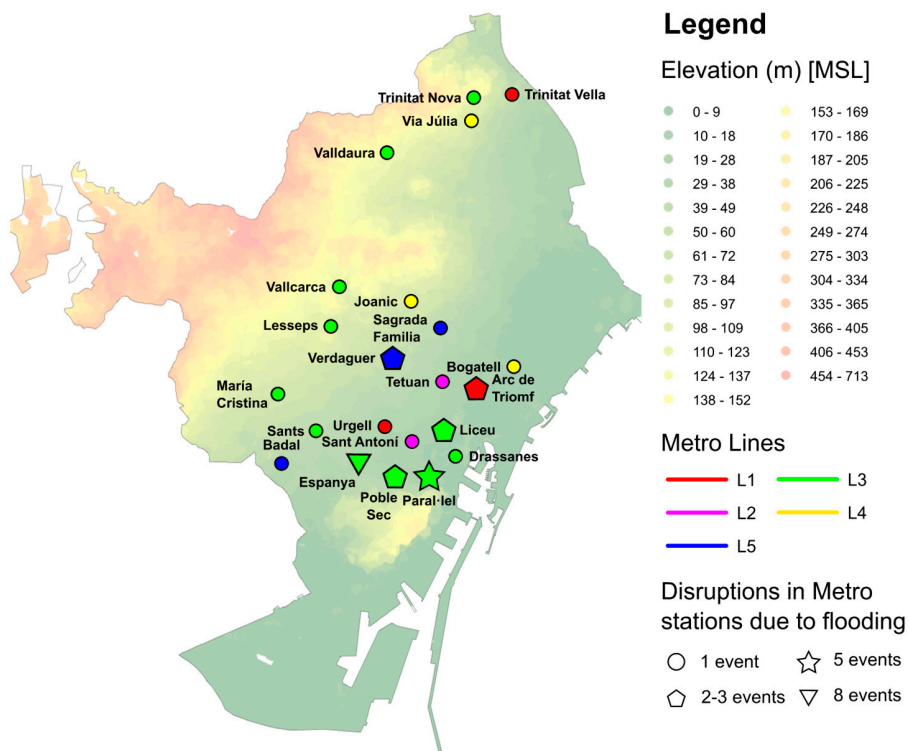 Trinitat Nova
Trinitat Vella
Via Júlia
Valldaura
Vallcarca
Joanic
Lesseps
Sagrada
Familia
Verdaguer
Bogatell
Tetuan
Arc de
Triomf
María
Cristina
Urgell
Liceu
Sants
Sant Antoni
Badal
Drassanes
Espanya
Poble
Sec
Paral·lel
Legend
Elevation (m) [MSL]
0 - 9
10 - 18
19 - 28
29 - 38
39 - 49
50 - 60
61 - 72
73 - 84
85 - 97
98 - 109
110 - 123
124 - 137
138 - 152
153 - 169
170 - 186
187 - 205
206 - 225
226 - 248
249 - 274
275 - 303
304 - 334
335 - 365
366 - 405
406 - 453
454 - 713
Metro Lines
L1
L2
L5
L3
L4
Disruptions in Metro
stations due to flooding
1 event
2-3 events
5 events
8 events